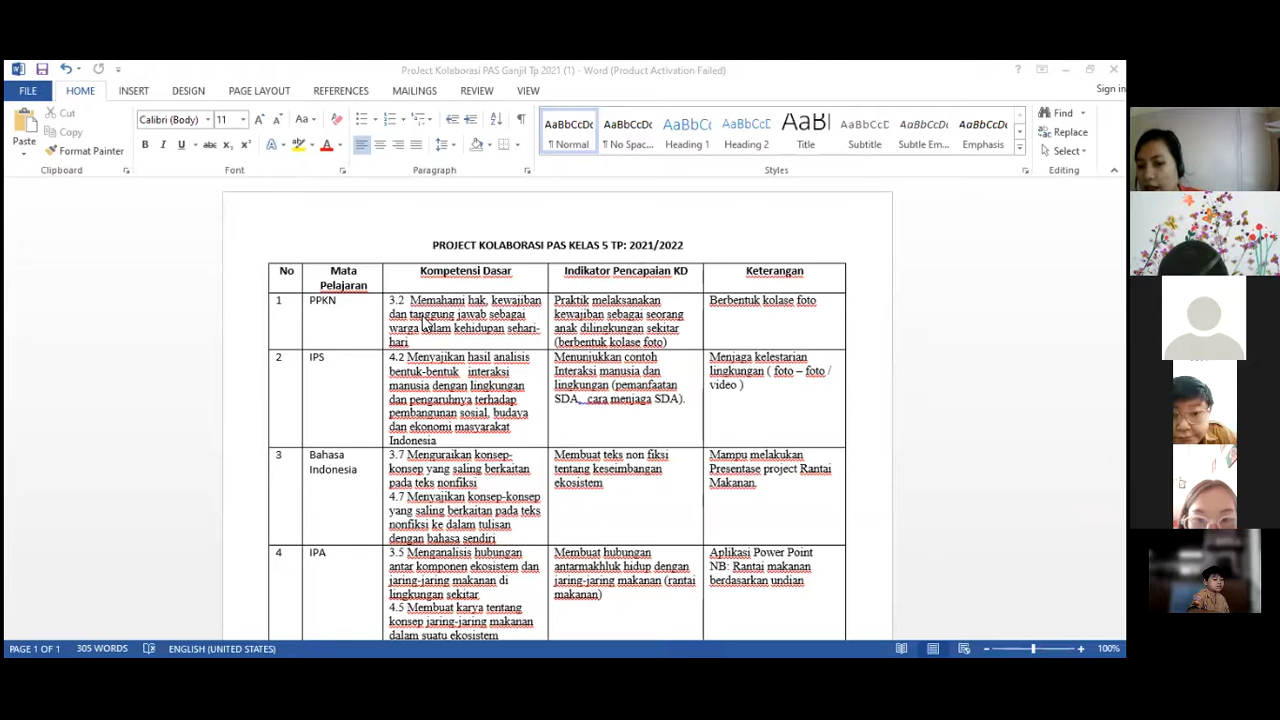 Project Kolaborasi PAS Ganjil Tp 2021 (1) - Word (Product Activation Failed)
FILE HOME INSERT DESIGN PAGE LAYOUT REFERENCES MAILINGS REVIEW VIEW Sign in
Cut
Copy
Format Painter
Paste
Clipboard
Calibri (Body) 11
Font
Paragraph
AaBbCcDc AaBbCcDc AaBbCc AaBbCc AaBl AaBbCcD AaBbCcDc AaBbCcDc
¶ Normal ¶ No Spac... Heading 1 Heading 2 Title Subtitle Subtle Em... Emphasis
Styles
Find
Replace
Select
Editing
PROJECT KOLABORASI PAS KELAS 5 TP: 2021/2022
No
Mata
Pelajaran
Kompetensi Dasar
Indikator Pencapaian KD
Keterangan
1
PPKN
3.2 Memahami hak, kewajiban
dan tanggung jawab sebagai
warga dalam kehidupan sehari-
hari
Praktik melaksanakan
kewajiban sebagai seorang
anak dilingkungan sekitar
(berbentuk kolase foto)
Berbentuk kolase foto
2
IPS
4.2 Menyajikan hasil analisis
bentuk-bentuk interaksi
manusia dengan lingkungan
dan pengaruhnya terhadap
pembangunan sosial, budaya
dan ekonomi masyarakat
Indonesia
Menunjukkan contoh
Interaksi manusia dan
lingkungan (pemanfaatan
SDA, cara menjaga SDA).
Menjaga kelestarian
lingkungan ( foto – foto /
video )
3
Bahasa
Indonesia
3.7 Menguraikan konsep-
konsep yang saling berkaitan
pada teks nonfiksi
4.7 Menyajikan konsep-konsep
yang saling berkaitan pada teks
nonfiksi ke dalam tulisan
dengan bahasa sendiri
Membuat teks non fiksi
tentang keseimbangan
ekosistem
Mampu melakukan
Presentase project Rantai
Makanan.
4
IPA
3.5 Menganalisis hubungan
antar komponen ekosistem dan
jaring-jaring makanan di
lingkungan sekitar
4.5 Membuat karya tentang
konsep jaring-jaring makanan
dalam suatu ekosistem
Membuat hubungan
antarmakhluk hidup dengan
jaring-jaring makanan (rantai
makanan)
Aplikasi Power Point
NB: Rantai makanan
berdasarkan undian
PAGE 1 OF 1 305 WORDS ENGLISH (UNITED STATES) 100%